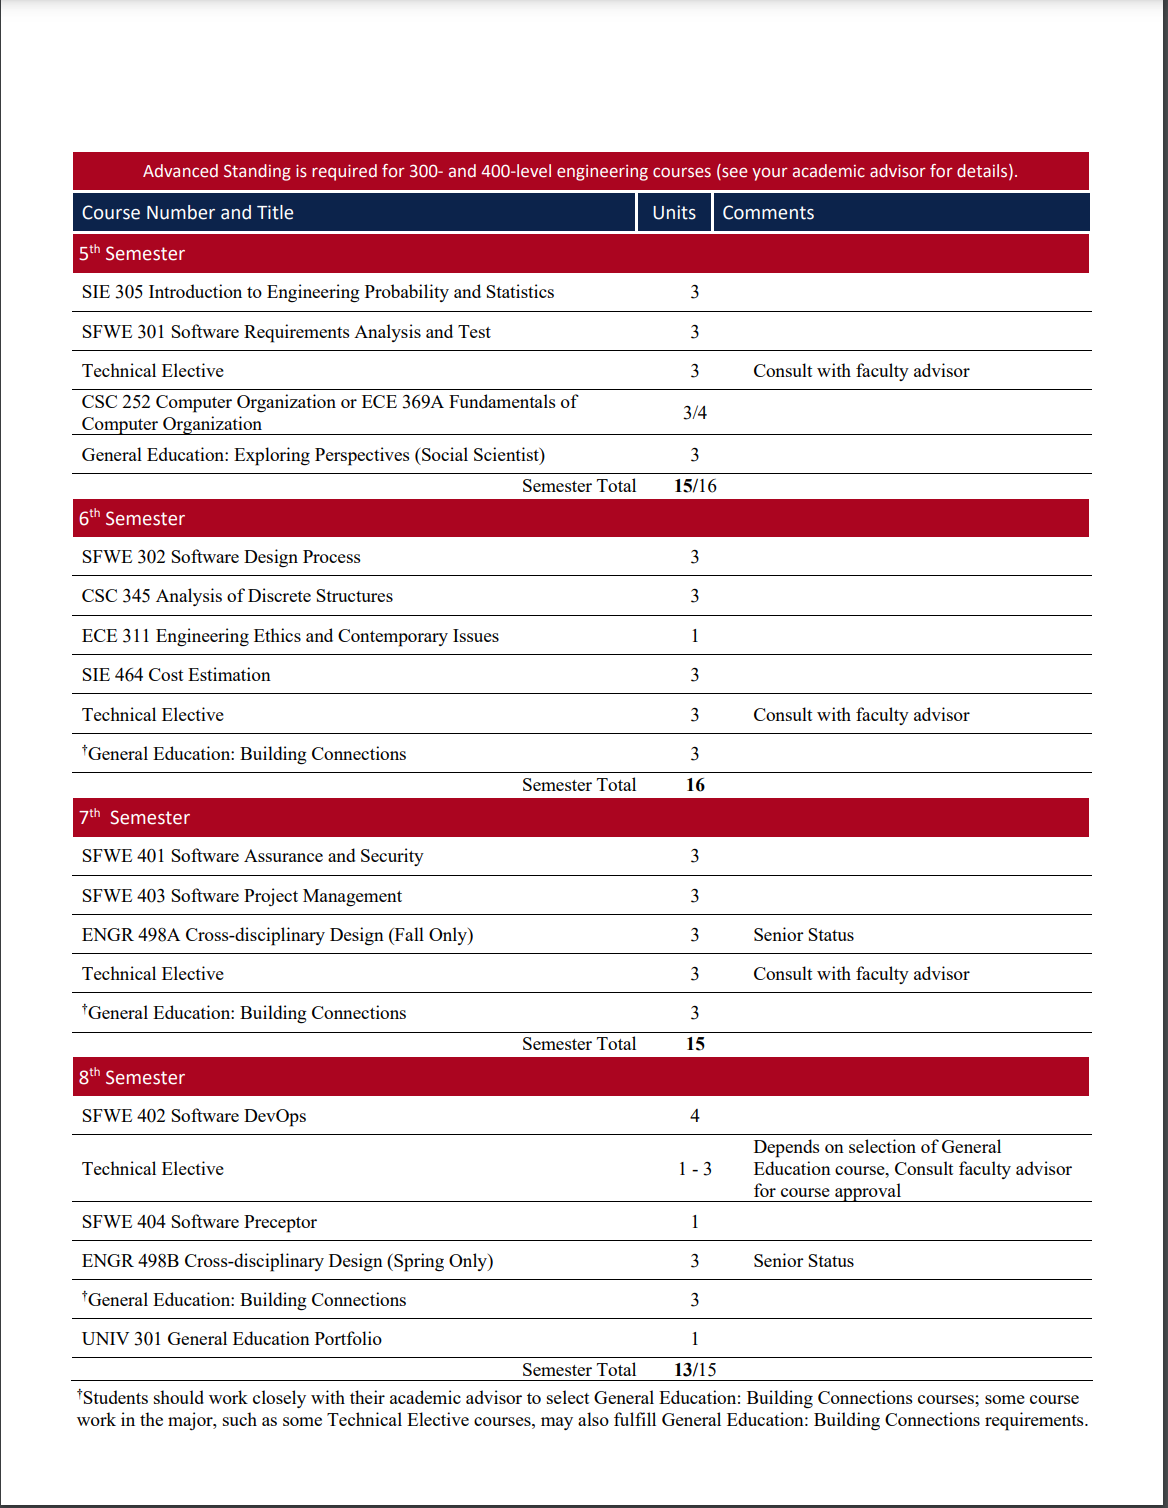 Advanced Standing is required for 300- and 400-level engineering courses (see your academic advisor for details).
Course Number and Title Units Comments
5th Semester
SIE 305 Introduction to Engineering Probability and Statistics 3
SFWE 301 Software Requirements Analysis and Test 3
Technical Elective 3 Consult with faculty advisor
CSC 252 Computer Organization or ECE 369A Fundamentals of
Computer Organization 3/4
General Education: Exploring Perspectives (Social Scientist) 3
Semester Total 15/16
6th Semester
SFWE 302 Software Design Process 3
CSC 345 Analysis of Discrete Structures 3
ECE 311 Engineering Ethics and Contemporary Issues 1
SIE 464 Cost Estimation 3
Technical Elective 3 Consult with faculty advisor
†General Education: Building Connections 3
Semester Total 16
7th Semester
SFWE 401 Software Assurance and Security 3
SFWE 403 Software Project Management 3
ENGR 498A Cross-disciplinary Design (Fall Only) 3 Senior Status
Technical Elective 3 Consult with faculty advisor
†General Education: Building Connections 3
Semester Total 15
8th Semester
SFWE 402 Software DevOps 4
Technical Elective 1 - 3 Depends on selection of General
Education course, Consult faculty advisor
for course approval
SFWE 404 Software Preceptor 1
ENGR 498B Cross-disciplinary Design (Spring Only) 3 Senior Status
†General Education: Building Connections 3
UNIV 301 General Education Portfolio 1
Semester Total 13/15
†Students should work closely with their academic advisor to select General Education: Building Connections courses; some course
work in the major, such as some Technical Elective courses, may also fulfill General Education: Building Connections requirements.